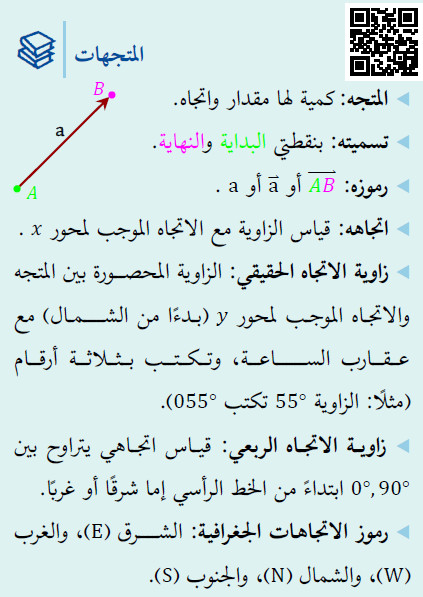 المتجهات
المتجه: كمية لها مقدار واتجاه.
تسميته: بنقطتي البداية والنهاية.
رموزه: \overrightarrow{AB} أو \vec{a} أو a .
اتجاهه: قياس الزاوية مع الاتجاه الموجب لمحور x .
زاوية الاتجاه الحقيقي: الزاوية المحصورة بين المتجه
والاتجاه الموجب لمحور y (بدءًا من الشمال) مع
عقارب الساعة، وتكتب بثلاثة أرقام
(مثلًا: الزاوية 55° تكتب 055°).
زاوية الاتجاه الربعي: قياس اتجاهي يتراوح بين
0°, 90° ابتداءً من الخط الرأسي إما شرقًا أو غربًا.
رموز الاتجاهات الجغرافية: الشرق (E)، والغرب
(W)، والشمال (N)، والجنوب (S).
B
a
A